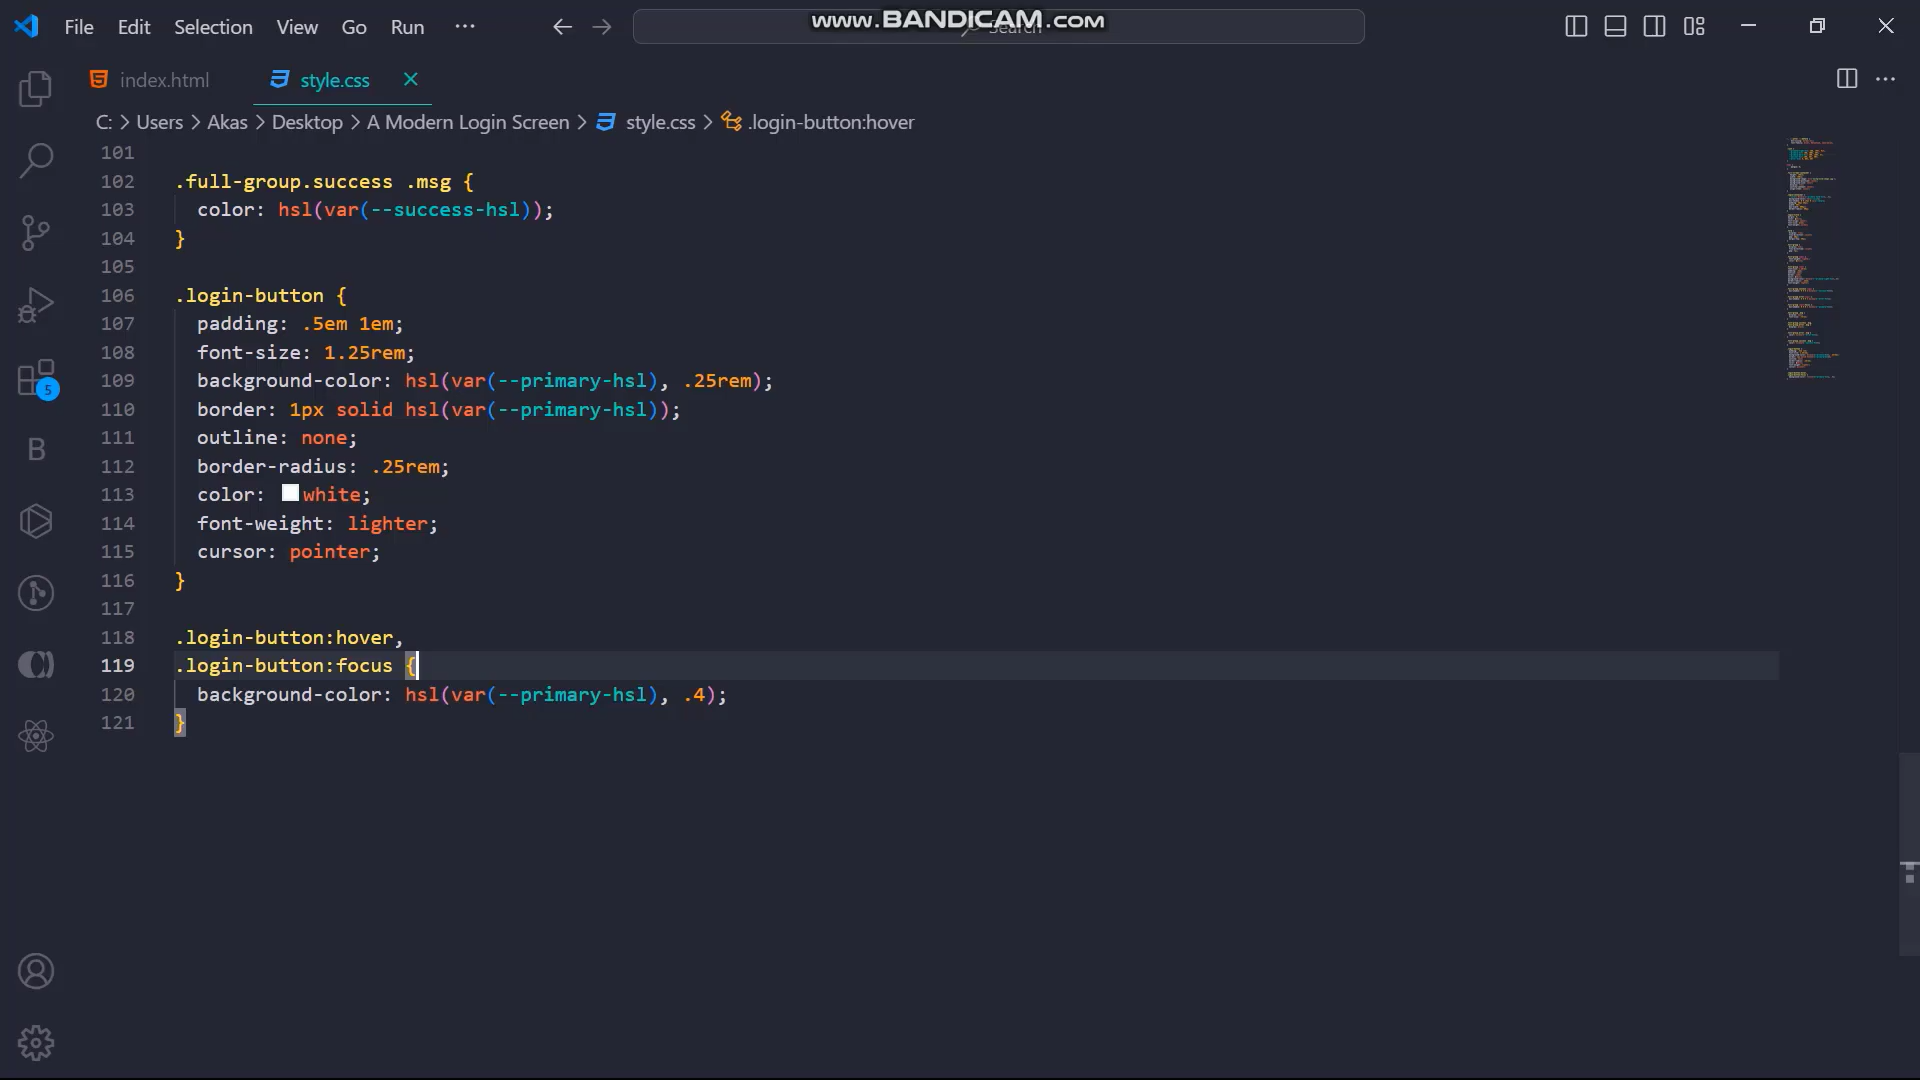 File Edit Selection View Go Run ···
www.BANDICAM.com
Search
index.html
style.css
C: > Users > Akas > Desktop > A Modern Login Screen > style.css > .login-button:hover
101
102 .full-group.success .msg {
103 color: hsl(var(--success-hsl));
104 }
105
106 .login-button {
107 padding: .5em 1em;
108 font-size: 1.25rem;
109 background-color: hsl(var(--primary-hsl), .25rem);
110 border: 1px solid hsl(var(--primary-hsl));
111 outline: none;
112 border-radius: .25rem;
113 color: white;
114 font-weight: lighter;
115 cursor: pointer;
116 }
117
118 .login-button:hover,
119 .login-button:focus {
120 background-color: hsl(var(--primary-hsl), .4);
121 }
5
B